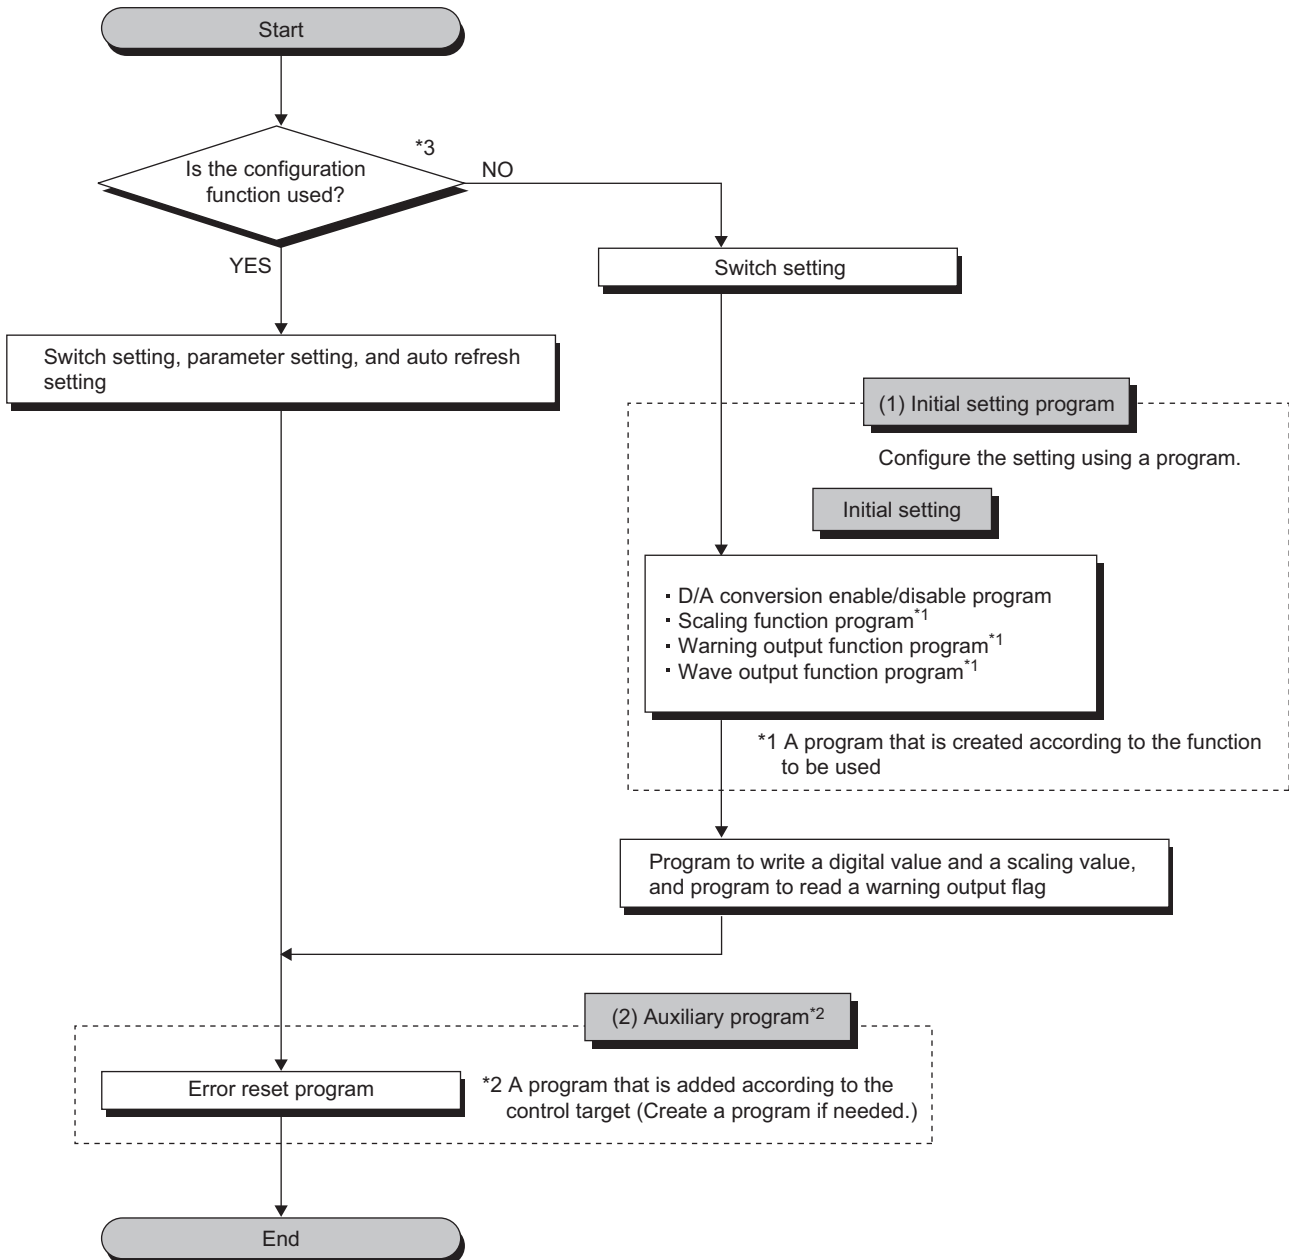 Start
Is the configuration
function used?
*3
NO
YES
Switch setting
Switch setting, parameter setting, and auto refresh
setting
(1) Initial setting program
Configure the setting using a program.
Initial setting
・D/A conversion enable/disable program
・Scaling function program*1
・Warning output function program*1
・Wave output function program*1
*1 A program that is created according to the function
to be used
Program to write a digital value and a scaling value,
and program to read a warning output flag
(2) Auxiliary program*2
Error reset program
*2 A program that is added according to the
control target (Create a program if needed.)
End